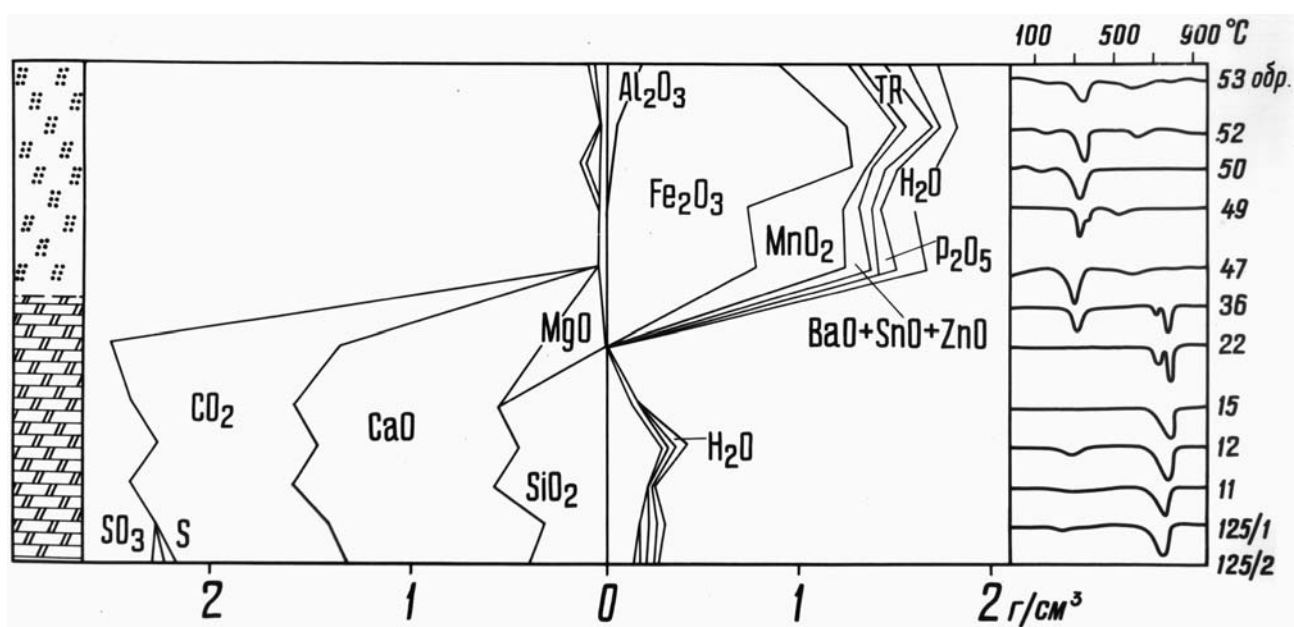 100 500 900 °C
53 обр.
Al₂O₃
TR
52
50
H₂O
Fe₂O₃
49
MnO₂
P₂O₅
47
MgO
BaO+SnO+ZnO
36
22
CO₂
CaO
15
H₂O
12
SiO₂
11
SO₃ S
125/1
125/2
2 1 0 1 2 г/см³